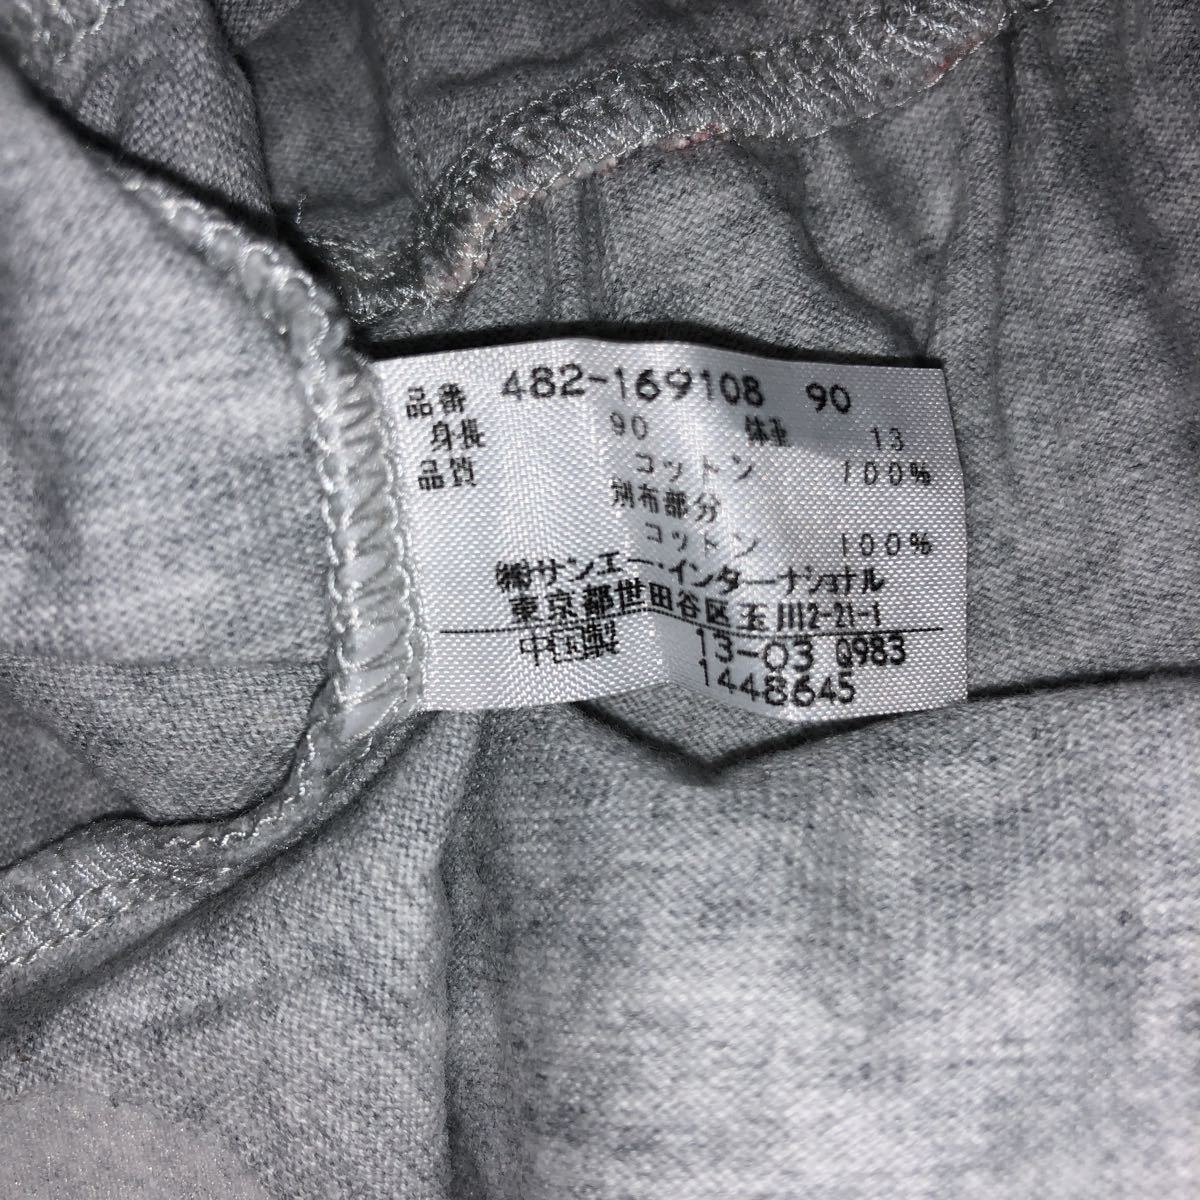 品番 482-169108 90
身長 90 体重 13
品質 コットン 100%
別布部分
コットン 100%
㈱サンエー・インターナショナル
東京都世田谷区玉川2-21-1
中国製 13-03 Q983
1448645